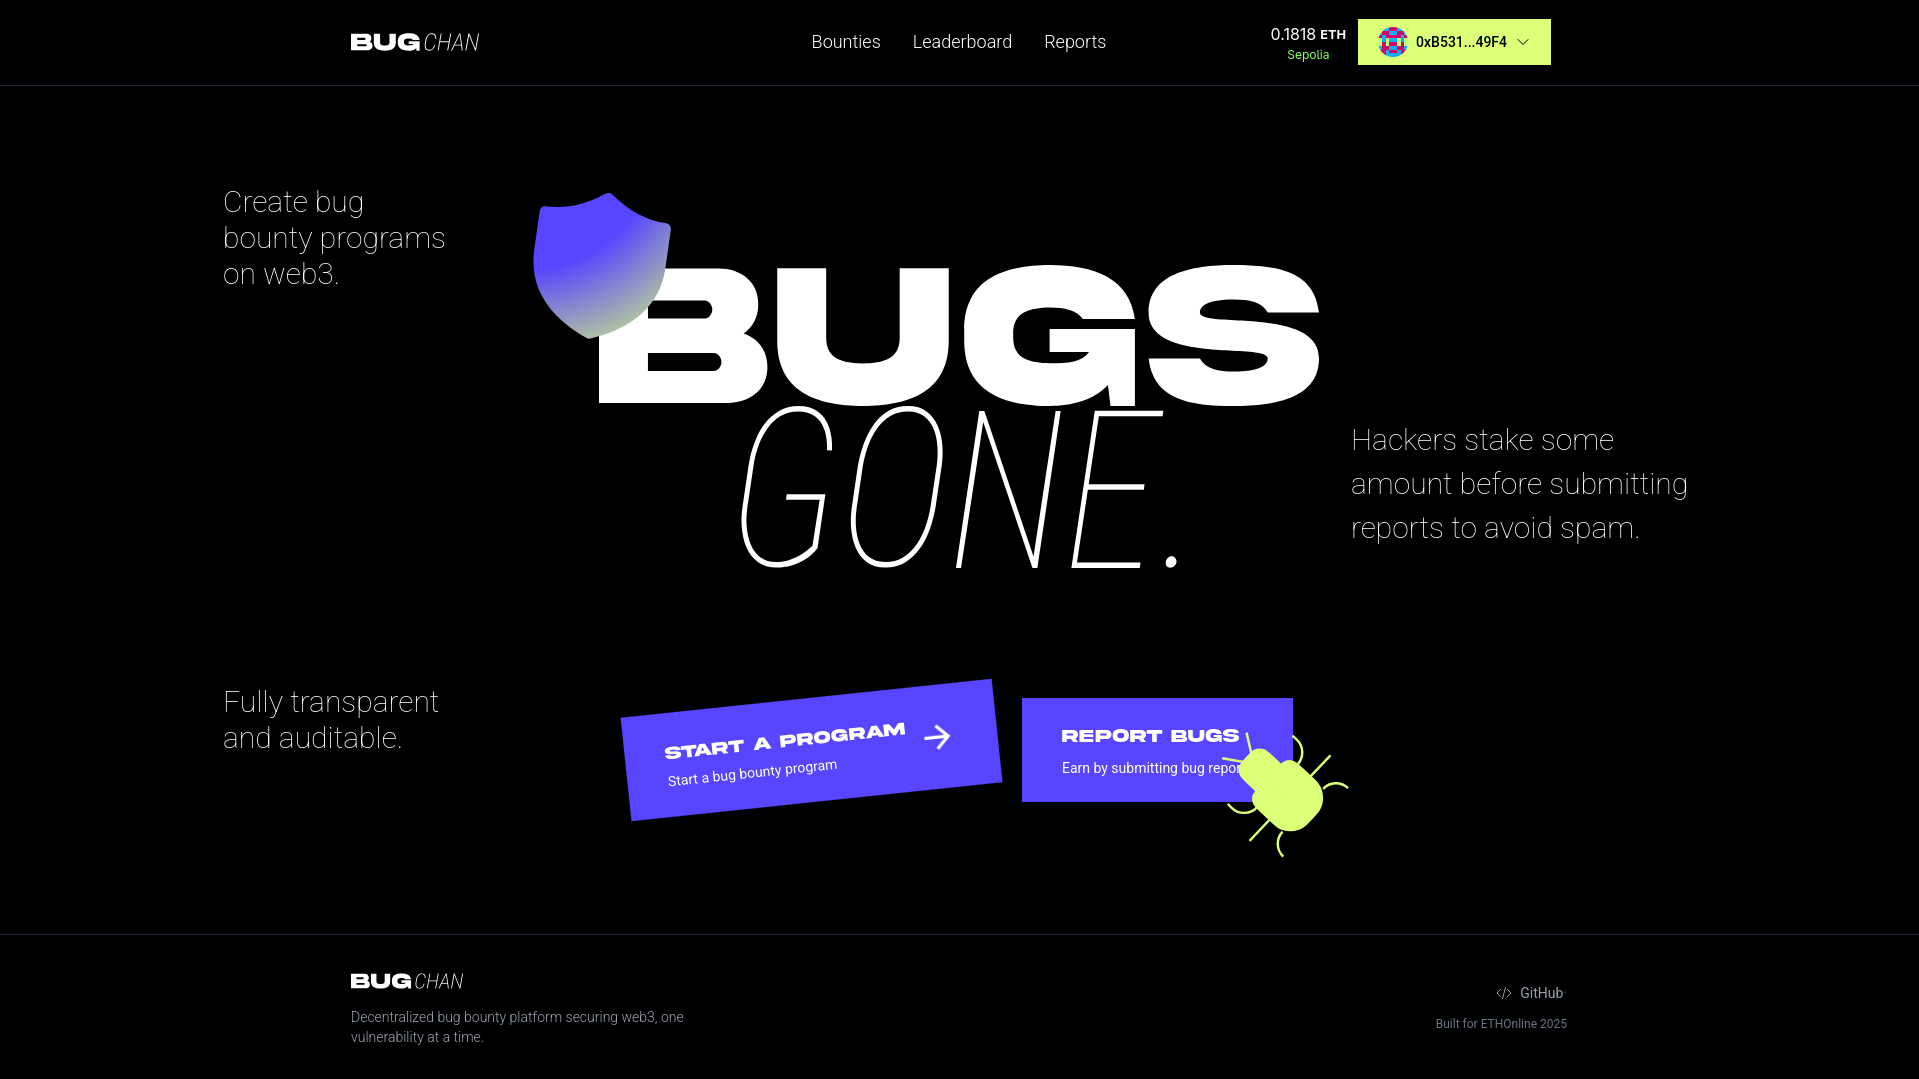 BUG CHAN
Bounties
Leaderboard
Reports
0.1818 ETH
Sepolia
0xB531...49F4
Create bug
bounty programs
on web3.
BUGS
GONE.
Hackers stake some
amount before submitting
reports to avoid spam.
Fully transparent
and auditable.
START A PROGRAM
Start a bug bounty program
REPORT BUGS
Earn by submitting bug
BUG CHAN
Decentralized bug bounty platform securing web3, one
vulnerability at a time.
GitHub
Built for ETHOnline 2025